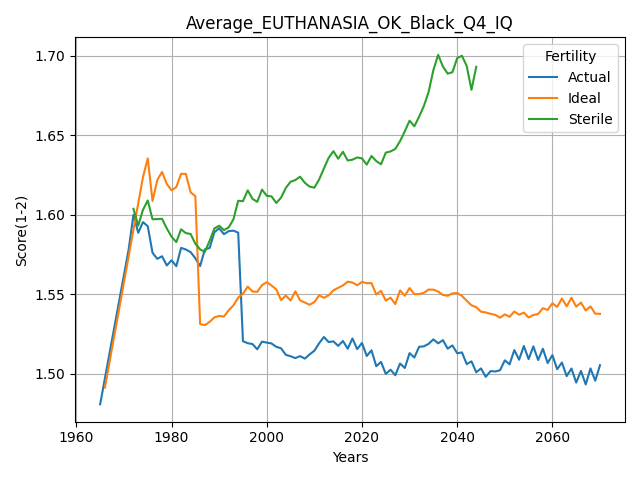 Average_EUTHANASIA_OK_Black_Q4_IQ
Fertility
Actual
Ideal
Sterile
Score(1-2)
1.70
1.65
1.60
1.55
1.50
1960
1980
2000
2020
2040
2060
Years